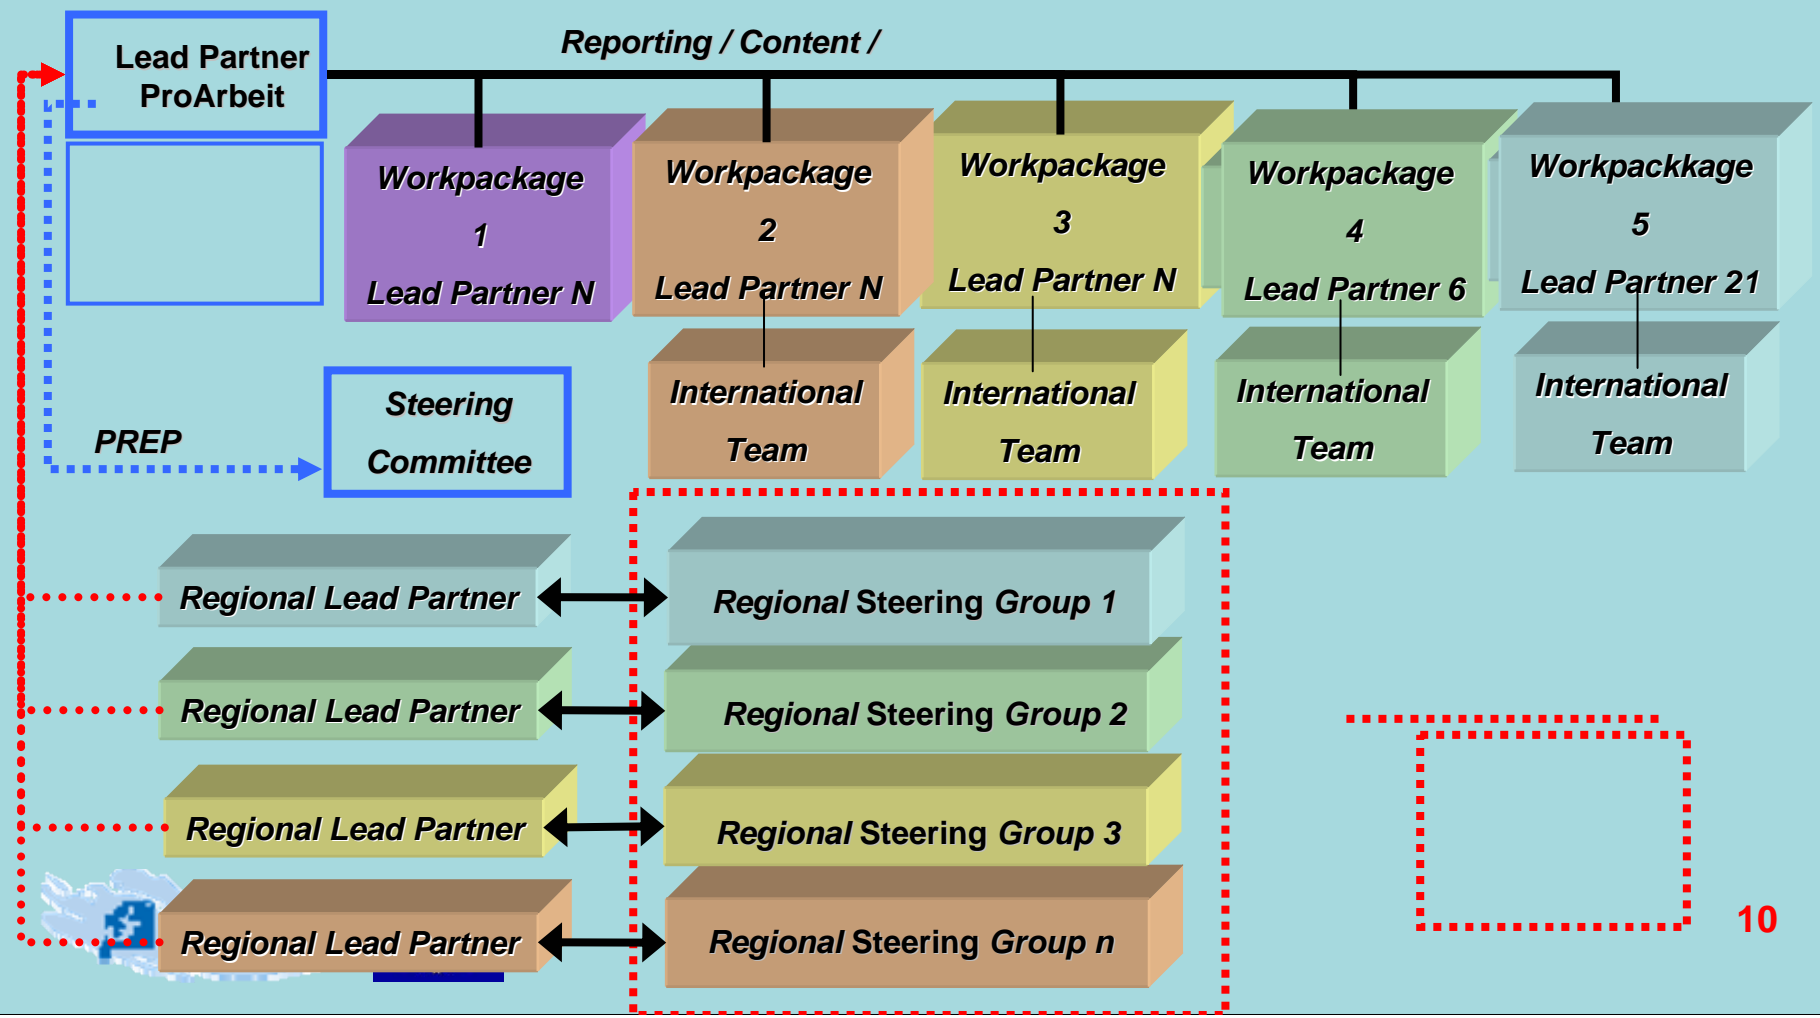 Lead Partner
ProArbeit
Reporting / Content /
Workpackage
1
Lead Partner N
Workpackage
2
Lead Partner N
Workpackage
3
Lead Partner N
Workpackage
4
Lead Partner 6
Workpackkage
5
Lead Partner 21
International
Team
International
Team
International
Team
International
Team
Steering
Committee
PREP
Regional Lead Partner
Regional Steering Group 1
Regional Lead Partner
Regional Steering Group 2
Regional Lead Partner
Regional Steering Group 3
Regional Lead Partner
Regional Steering Group n
10